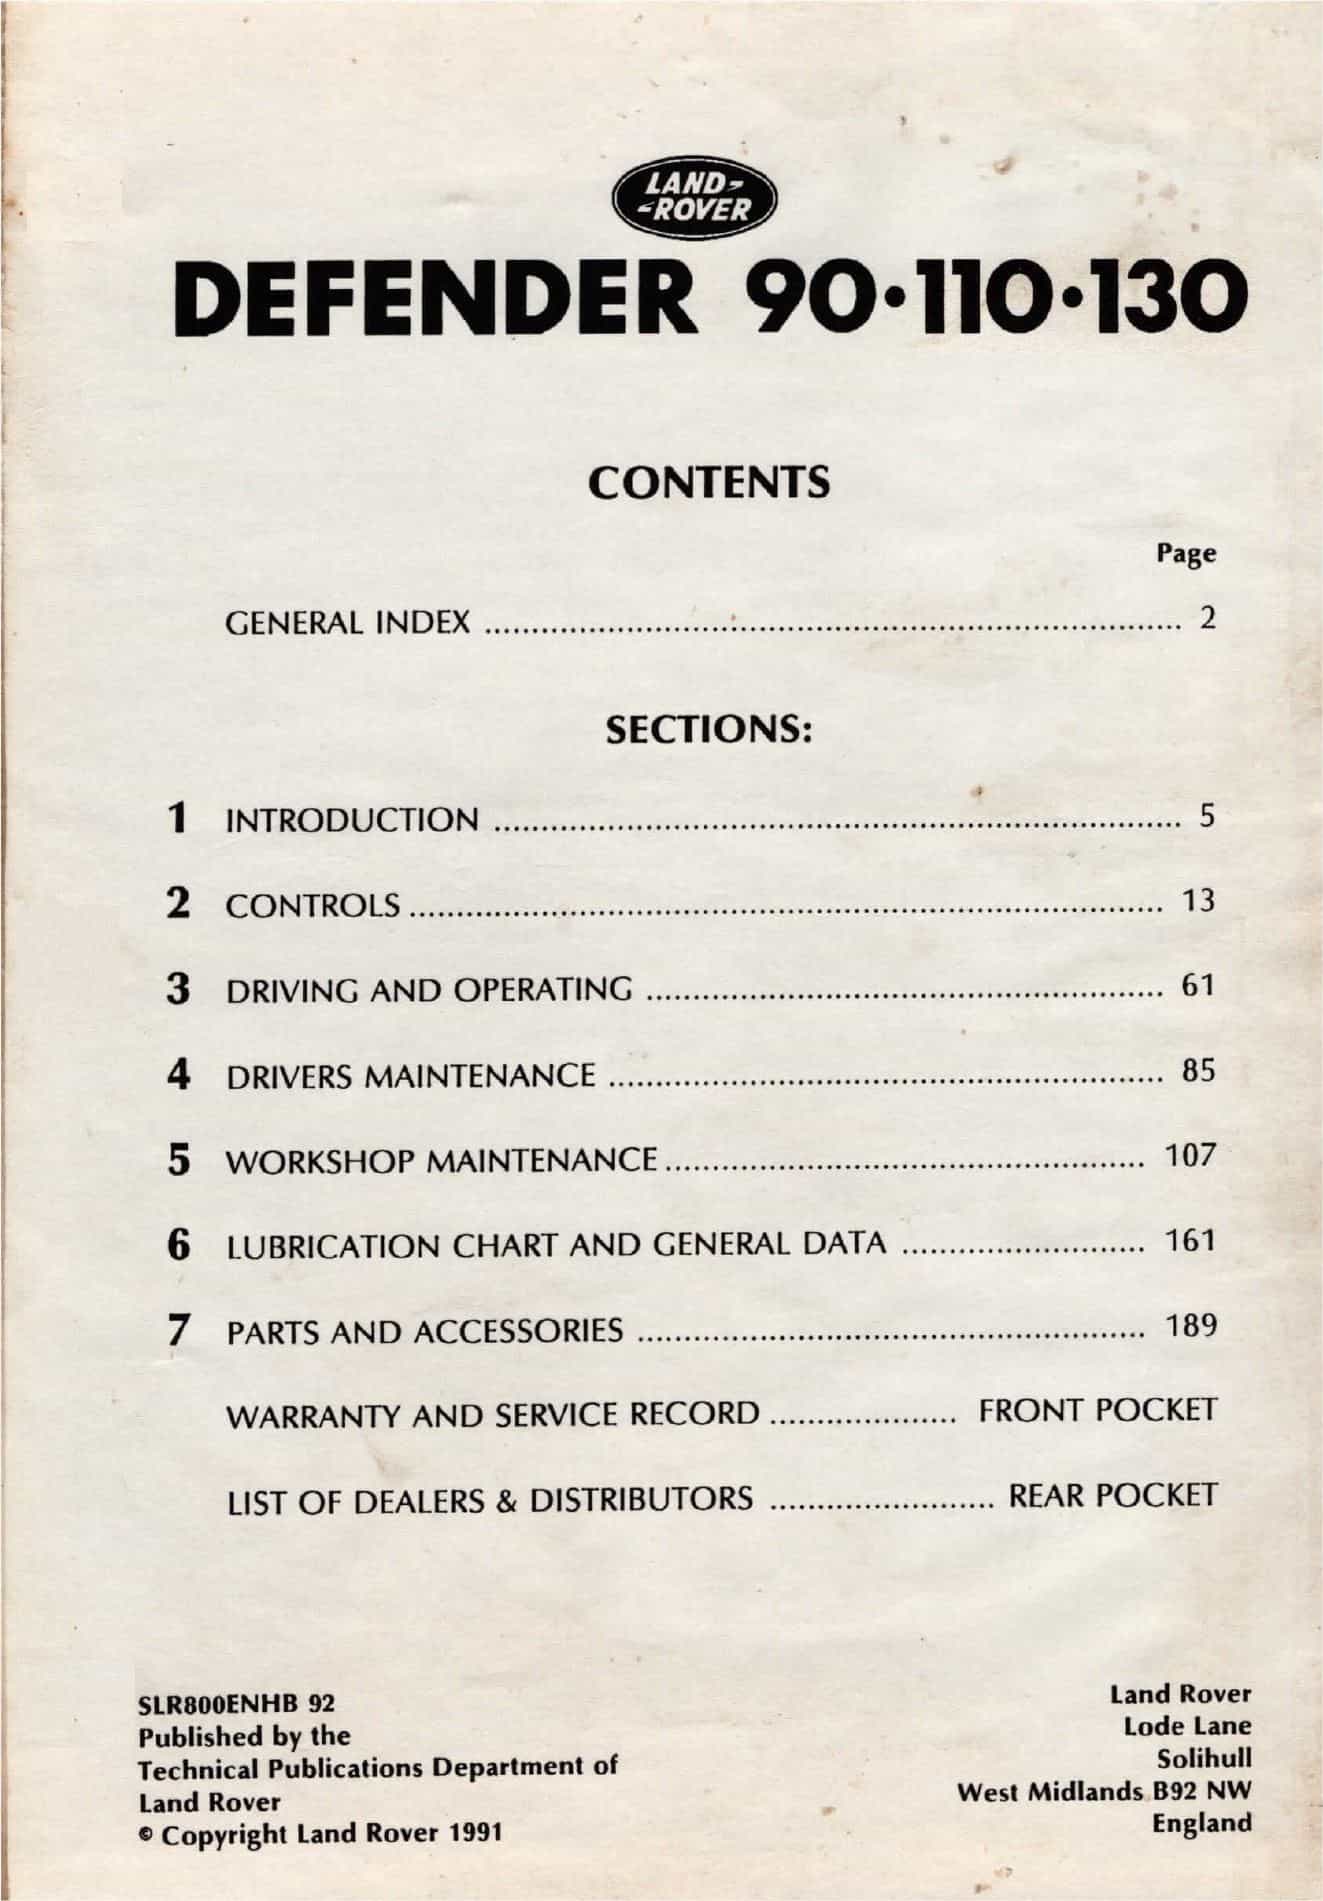 LAND-
-ROVER
DEFENDER 90·110·130
CONTENTS
Page
GENERAL INDEX ........................................................................... 2
SECTIONS:
1 INTRODUCTION .......................................................................... 5
2 CONTROLS ................................................................................. 13
3 DRIVING AND OPERATING ........................................................ 61
4 DRIVERS MAINTENANCE ............................................................ 85
5 WORKSHOP MAINTENANCE .................................................... 107
6 LUBRICATION CHART AND GENERAL DATA .......................... 161
7 PARTS AND ACCESSORIES ....................................................... 189
WARRANTY AND SERVICE RECORD .................... FRONT POCKET
LIST OF DEALERS & DISTRIBUTORS ........................ REAR POCKET
SLR800ENHB 92
Published by the
Technical Publications Department of
Land Rover
© Copyright Land Rover 1991
Land Rover
Lode Lane
Solihull
West Midlands B92 NW
England